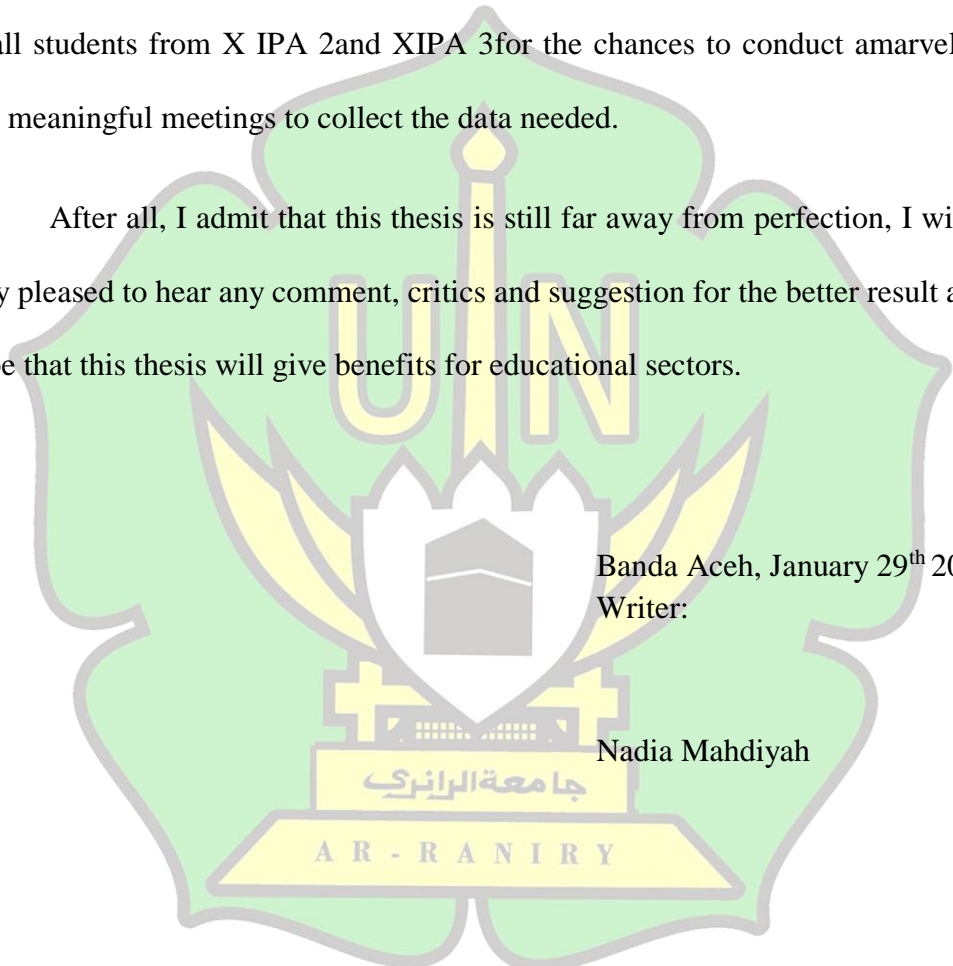 all students from X IPA 2and XIPA 3for the chances to conduct amarvel
meaningful meetings to collect the data needed.
After all, I admit that this thesis is still far away from perfection, I wi
y pleased to hear any comment, critics and suggestion for the better result a
e that this thesis will give benefits for educational sectors.
UIN
Banda Aceh, January 29th 20
Writer:
Nadia Mahdiyah
جامعةالرانري
AR-RANIRY